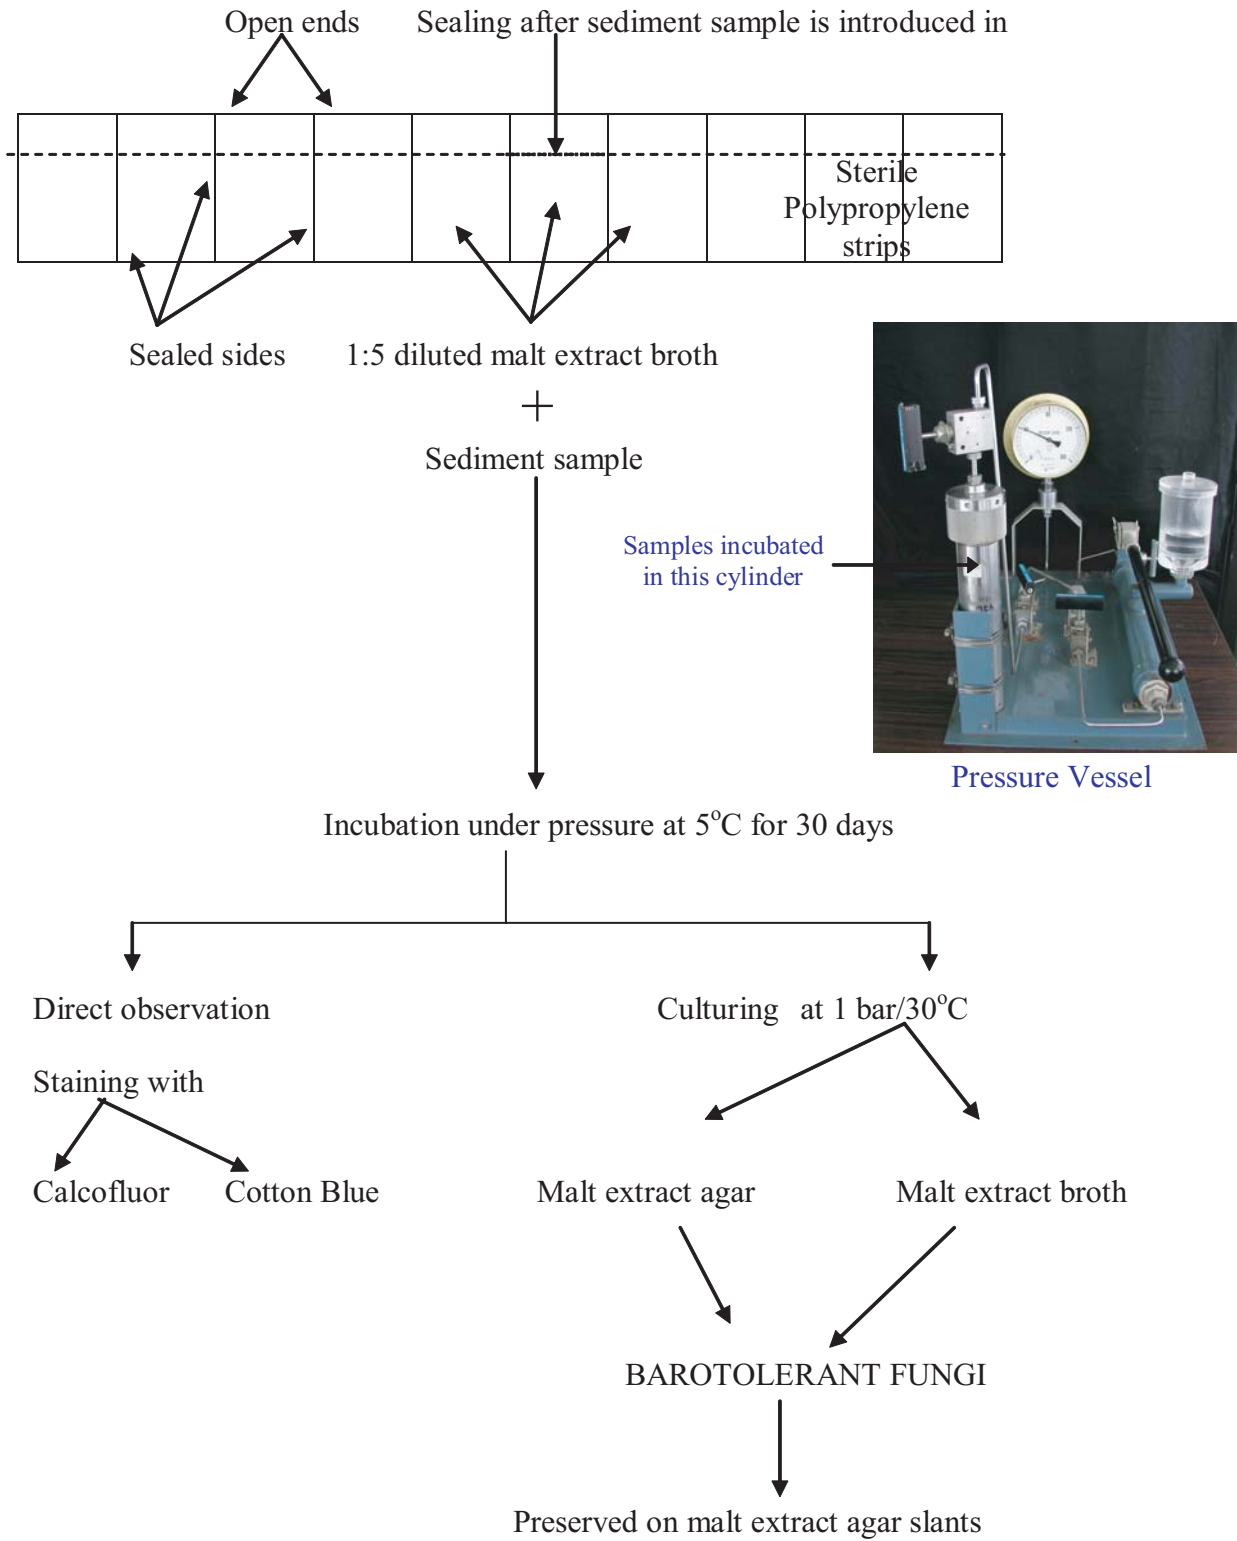 Open ends
Sealing after sediment sample is introduced in
Sterile
Polypropylene
strips
Sealed sides
1:5 diluted malt extract broth
+
Sediment sample
Samples incubated
in this cylinder
Pressure Vessel
Incubation under pressure at 5°C for 30 days
Direct observation
Culturing at 1 bar/30°C
Staining with
Calcofluor
Cotton Blue
Malt extract agar
Malt extract broth
BAROTOLERANT FUNGI
Preserved on malt extract agar slants